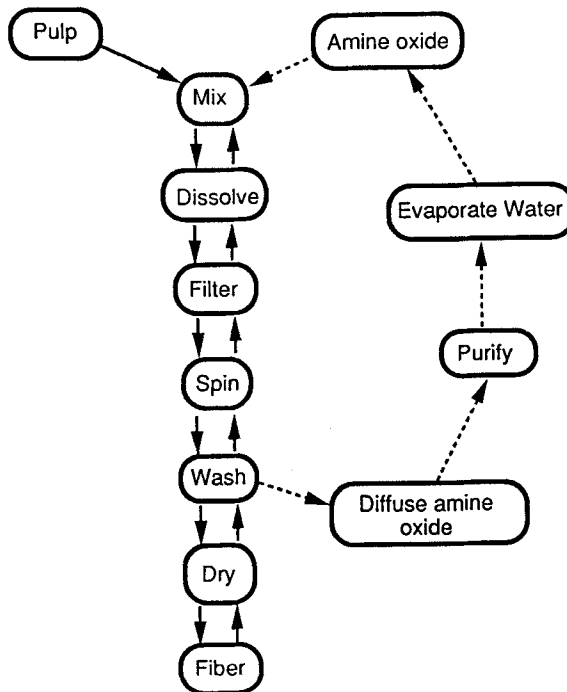 Pulp
Amine oxide
Mix
Dissolve
Evaporate Water
Filter
Purify
Spin
Wash
Diffuse amine
oxide
Dry
Fiber